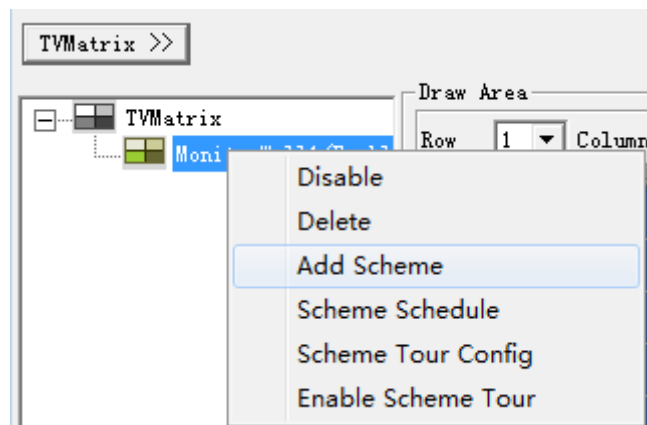 TVMatrix >>
Draw Area
TVMatrix
Row 1 Column
Disable
Delete
Add Scheme
Scheme Schedule
Scheme Tour Config
Enable Scheme Tour